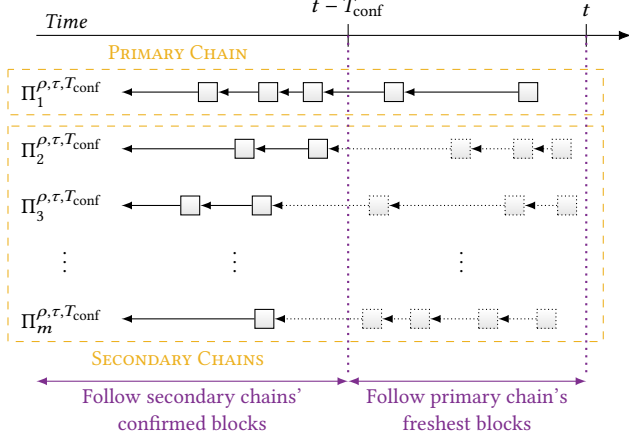 Time
t − T_conf
t
Primary Chain
Π_1^{ρ,τ,T_conf}
Π_2^{ρ,τ,T_conf}
Π_3^{ρ,τ,T_conf}
⋮ ⋮ ⋮
Π_m^{ρ,τ,T_conf}
Secondary Chains
Follow secondary chains’
confirmed blocks
Follow primary chain’s
freshest blocks